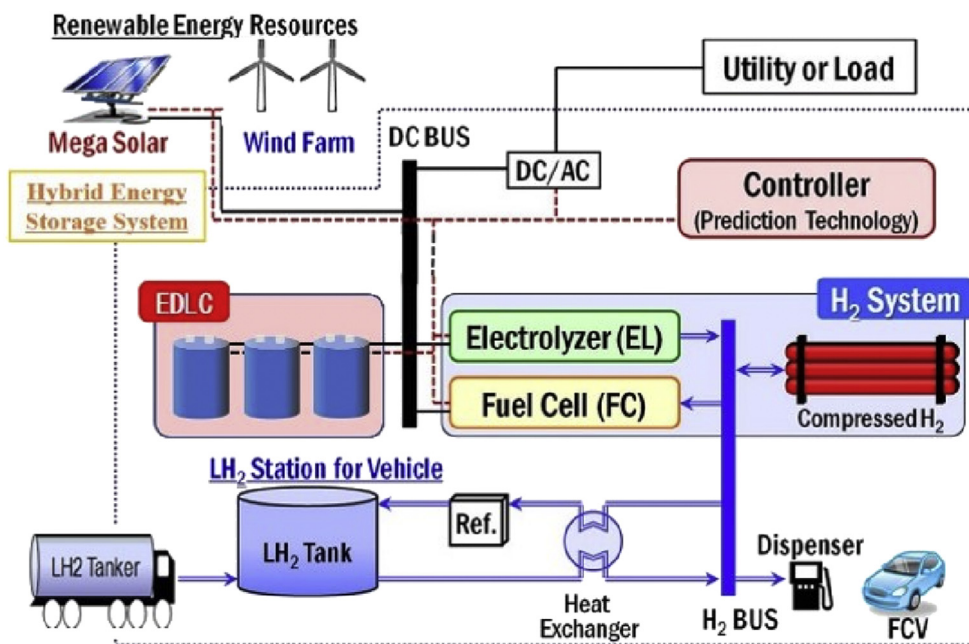 Renewable Energy Resources
Mega Solar
Wind Farm
Utility or Load
DC BUS
DC/AC
Hybrid Energy
Storage System
Controller
(Prediction Technology)
EDLC
H₂ System
Electrolyzer (EL)
Fuel Cell (FC)
Compressed H₂
LH₂ Station for Vehicle
Ref.
LH₂ Tank
LH2 Tanker
Heat
Exchanger
H₂ BUS
Dispenser
FCV